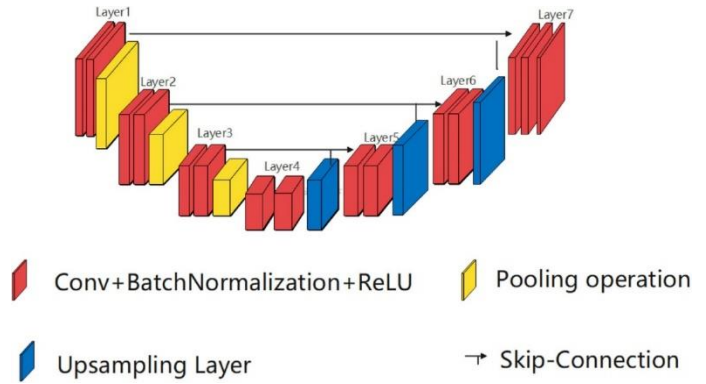 Layer1
Layer7
Layer2
Layer6
Layer3
Layer5
Layer4
Conv+BatchNormalization+ReLU
Pooling operation
Upsampling Layer
Skip-Connection